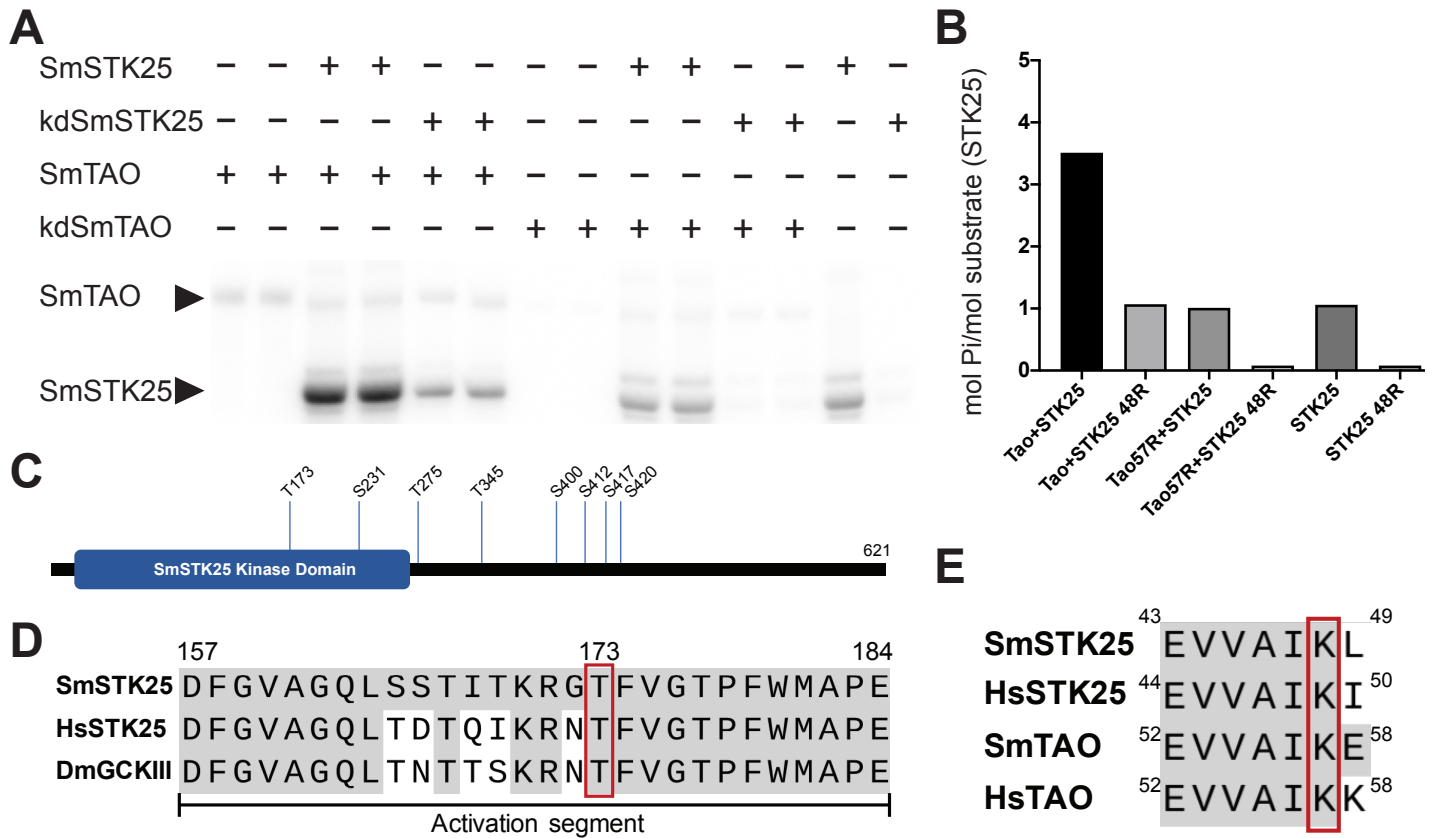 A
SmSTK25 − − + + − − − − + + − − + −
kdSmSTK25 − − − − + + − − − − + + − +
SmTAO + + + + + + − − − − − − − −
kdSmTAO − − − − − − + + + + + + − −
SmTAO
SmSTK25
B
mol Pi/mol substrate (STK25)
5
4
3
2
1
0
Tao+STK25
Tao+STK25 48R
Tao57R+STK25
Tao57R+STK25 48R
STK25
STK25 48R
C
T173 S231 T275 T345 S400 S412 S417 S420
SmSTK25 Kinase Domain
621
D
157 173 184
SmSTK25 DFGVAGQLSSTITKRGTFVGTPFWMAPE
HsSTK25 DFGVAGQLTDTQIKRNTFVGTPFWMAPE
DmGCKIII DFGVAGQLTNTTSKRNTFVGTPFWMAPE
Activation segment
E
SmSTK25 43 EVVAIKL 49
HsSTK25 44 EVVAIKI 50
SmTAO 52 EVVAIKE 58
HsTAO 52 EVVAIKK 58